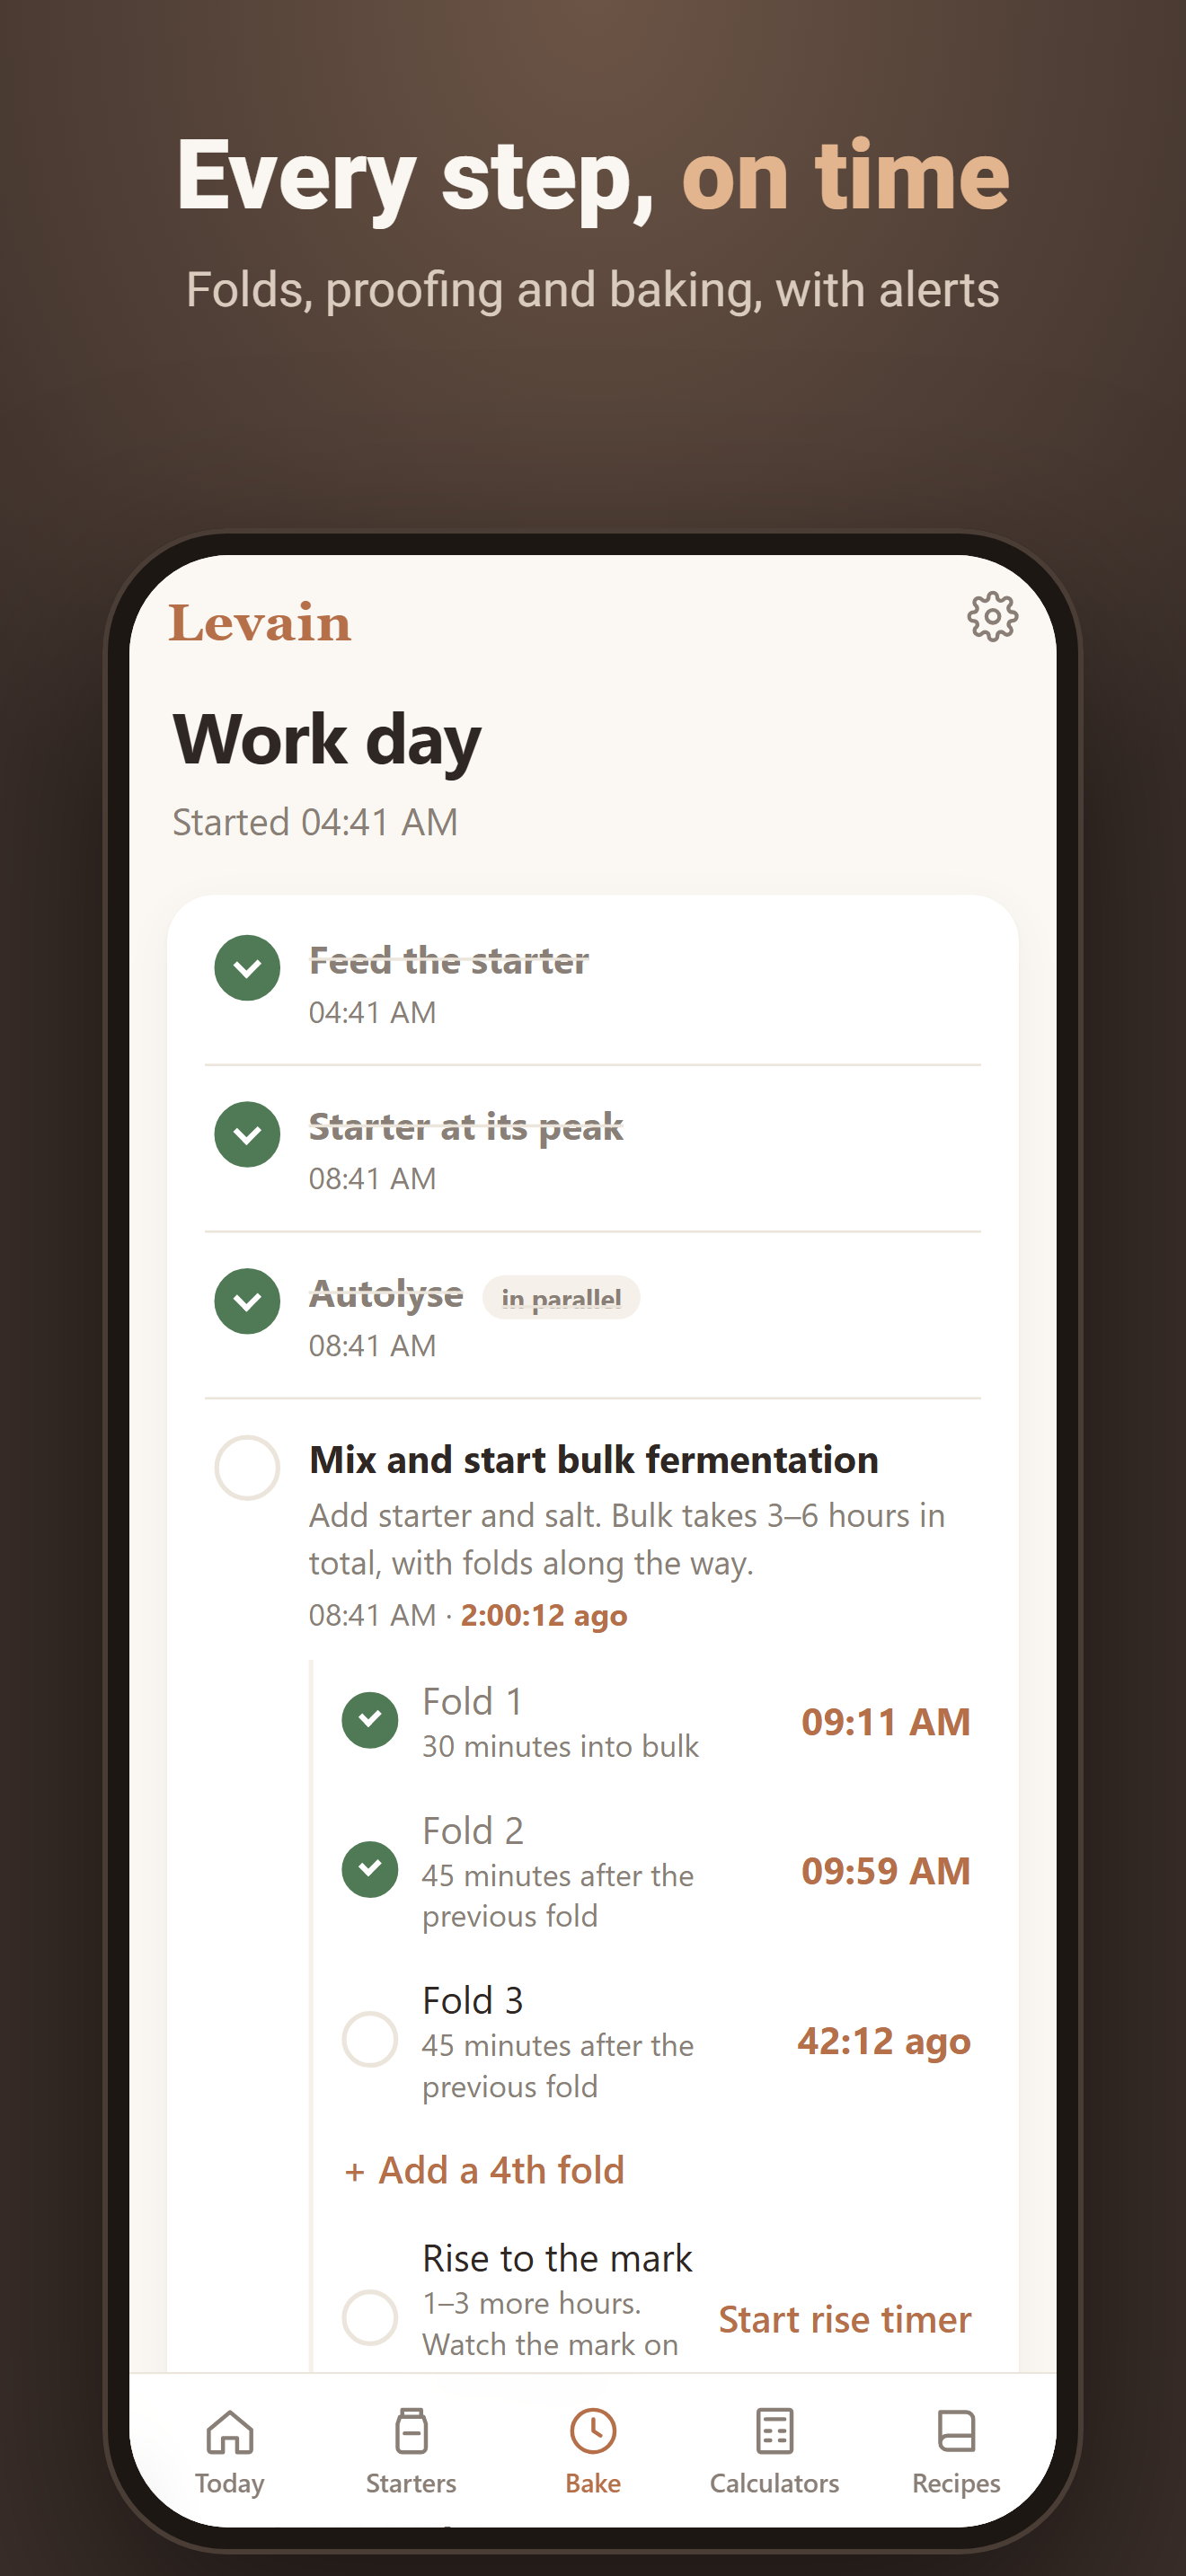 Every step, on time
Folds, proofing and baking, with alerts
Levain
Work day
Started 04:41 AM
Feed the starter
04:41 AM
Starter at its peak
08:41 AM
Autolyse in parallel
08:41 AM
Mix and start bulk fermentation
Add starter and salt. Bulk takes 3–6 hours in
total, with folds along the way.
08:41 AM · 2:00:12 ago
Fold 1
30 minutes into bulk
09:11 AM
Fold 2
45 minutes after the
previous fold
09:59 AM
Fold 3
45 minutes after the
previous fold
42:12 ago
+ Add a 4th fold
Rise to the mark
1–3 more hours.
Watch the mark on
Start rise timer
Today
Starters
Bake
Calculators
Recipes